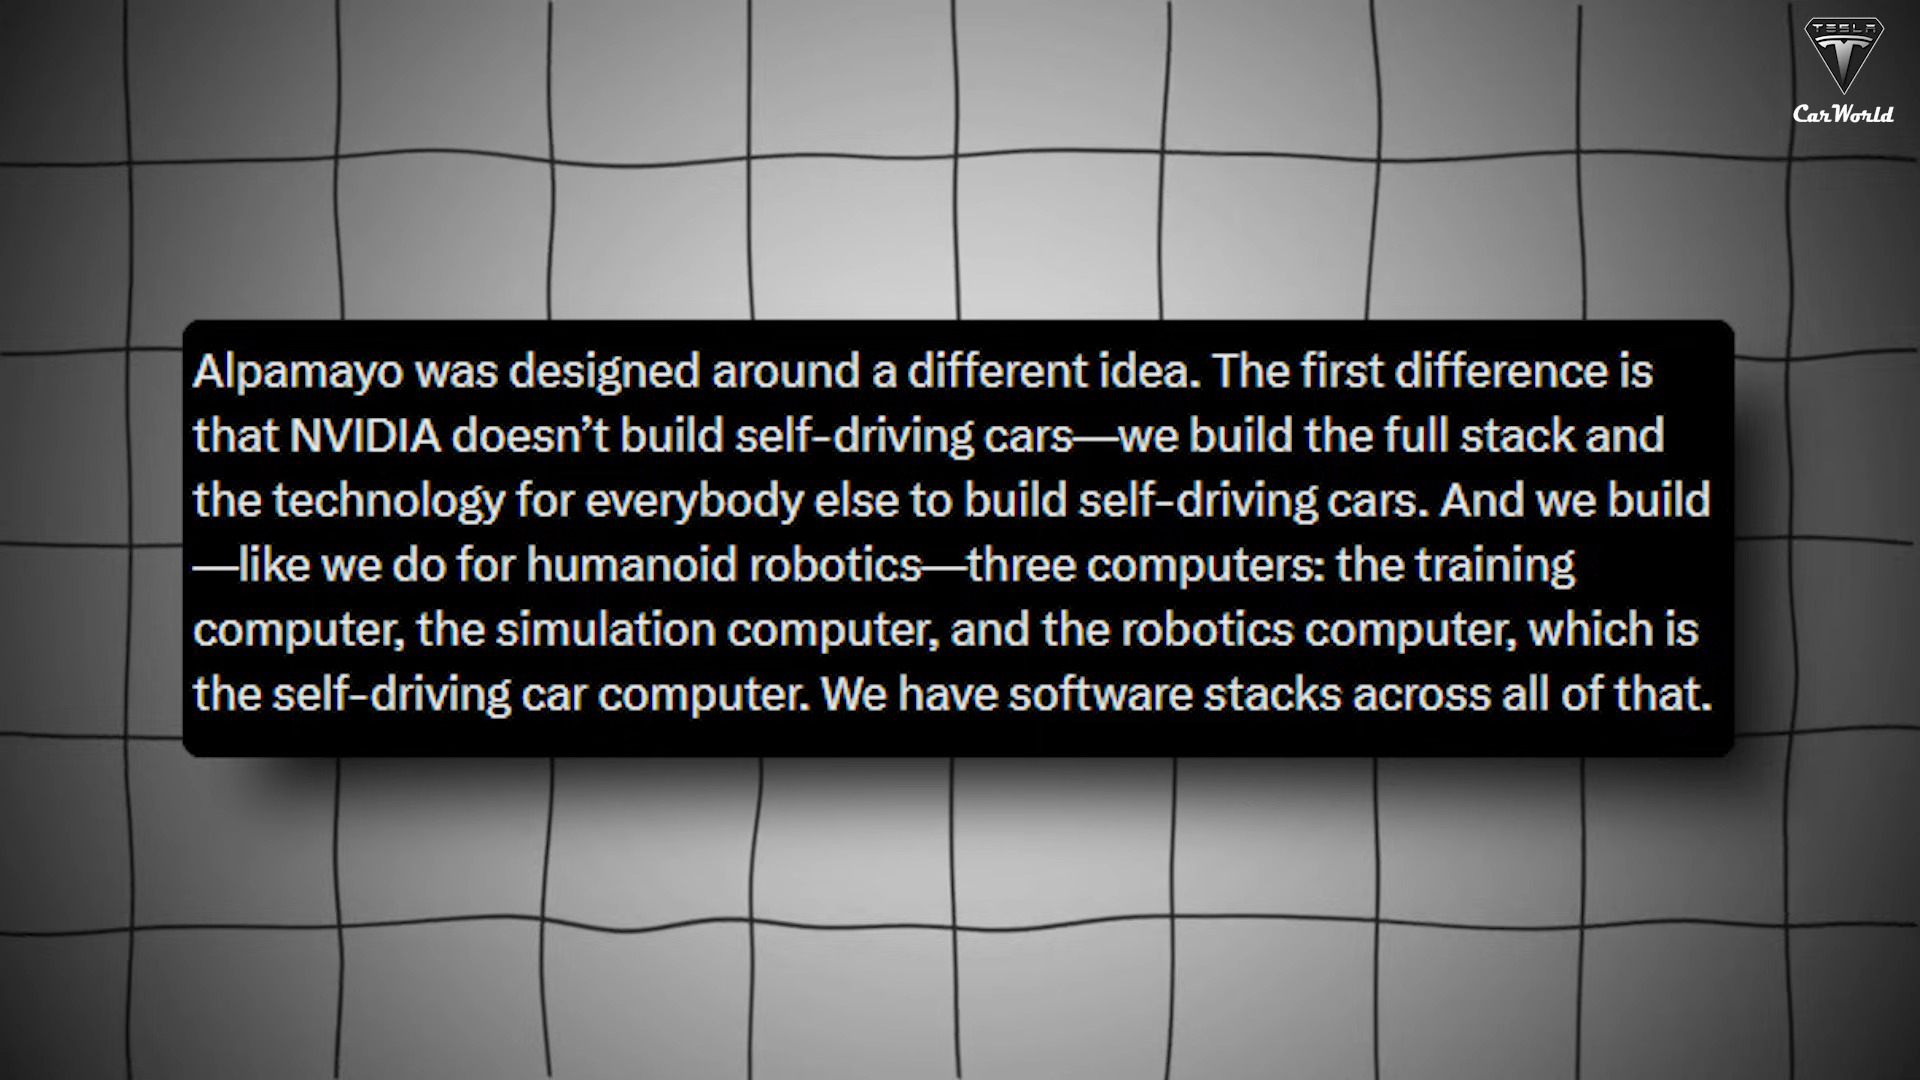 TESLA
CarWorld
Alpamayo was designed around a different idea. The first difference is
that NVIDIA doesn’t build self-driving cars—we build the full stack and
the technology for everybody else to build self-driving cars. And we build
—like we do for humanoid robotics—three computers: the training
computer, the simulation computer, and the robotics computer, which is
the self-driving car computer. We have software stacks across all of that.